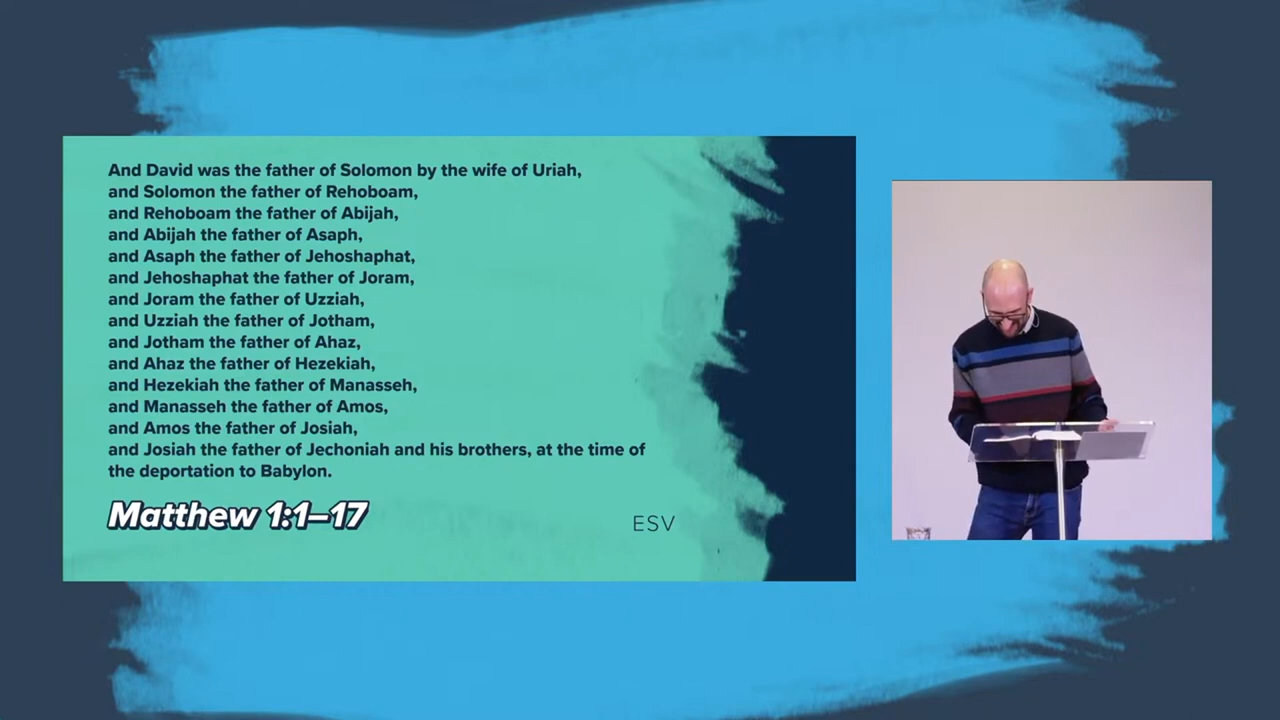 And David was the father of Solomon by the wife of Uriah,
and Solomon the father of Rehoboam,
and Rehoboam the father of Abijah,
and Abijah the father of Asaph,
and Asaph the father of Jehoshaphat,
and Jehoshaphat the father of Joram,
and Joram the father of Uzziah,
and Uzziah the father of Jotham,
and Jotham the father of Ahaz,
and Ahaz the father of Hezekiah,
and Hezekiah the father of Manasseh,
and Manasseh the father of Amos,
and Amos the father of Josiah,
and Josiah the father of Jechoniah and his brothers, at the time of
the deportation to Babylon.
Matthew 1:1–17
ESV